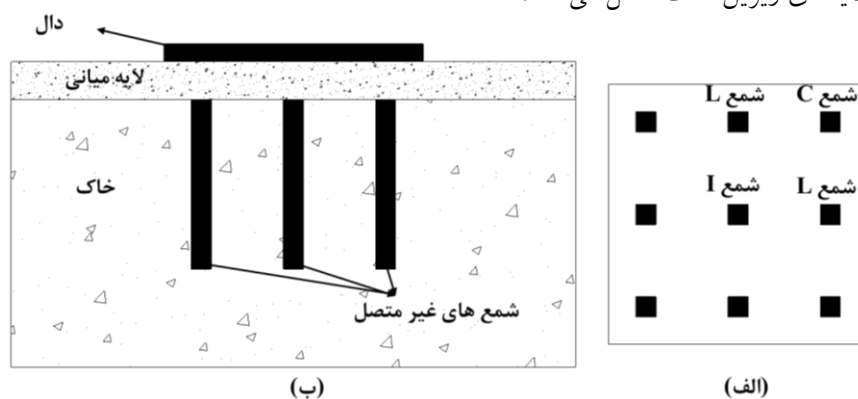 دال
لایه میانی
شمع L
شمع C
خاک
شمع I
شمع L
شمع های غیر متصل
(ب)
(الف)